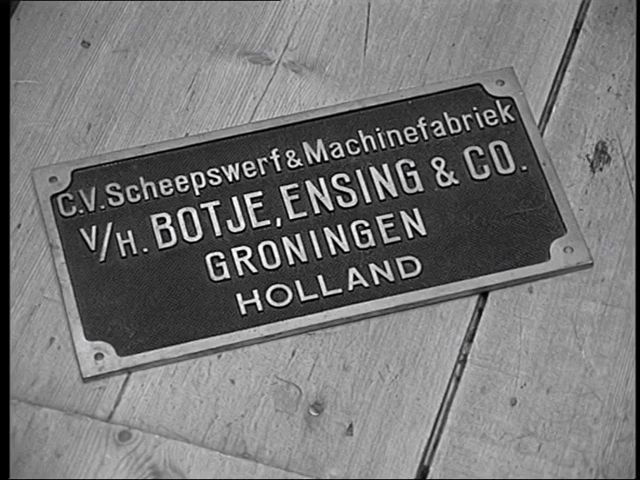 C.V. Scheepswerf & Machinefabriek
V/H. BOTJE, ENSING & CO.
GRONINGEN
HOLLAND